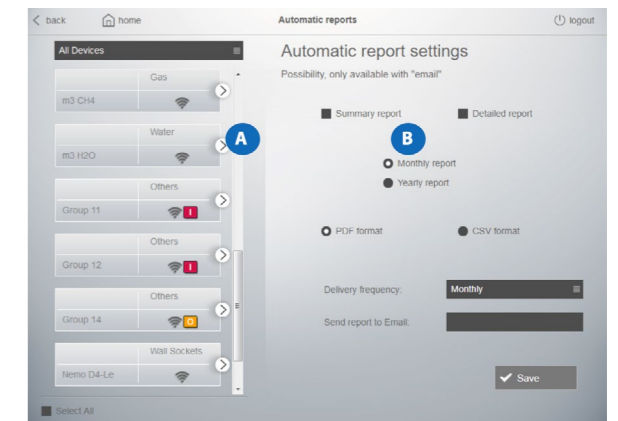 back
home
Automatic reports
logout
All Devices
Automatic report settings
Possibility, only available with "email"
Gas
m3 CH4
Water
m3 H2O
A
Others
Group 11
I
Others
Group 12
I
Others
Group 14
O
Wall Sockets
Nemo D4-Le
Select All
Summary report
Detailed report
B
Monthly report
Yearly report
PDF format
CSV format
Delivery frequency:
Monthly
Send report to Email:
Save